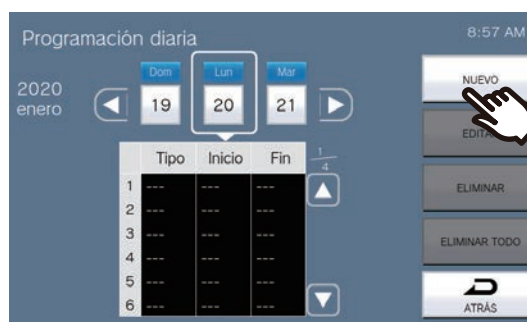 Programación diaria
8:57 AM
2020
enero
Dom Lun Mar
19 20 21
NUEVO
EDITAR
ELIMINAR
ELIMINAR TODO
ATRÁS
Tipo Inicio Fin
1/4
1 --- --- ---
2 --- --- ---
3 --- --- ---
4 --- --- ---
5 --- --- ---
6 --- --- ---